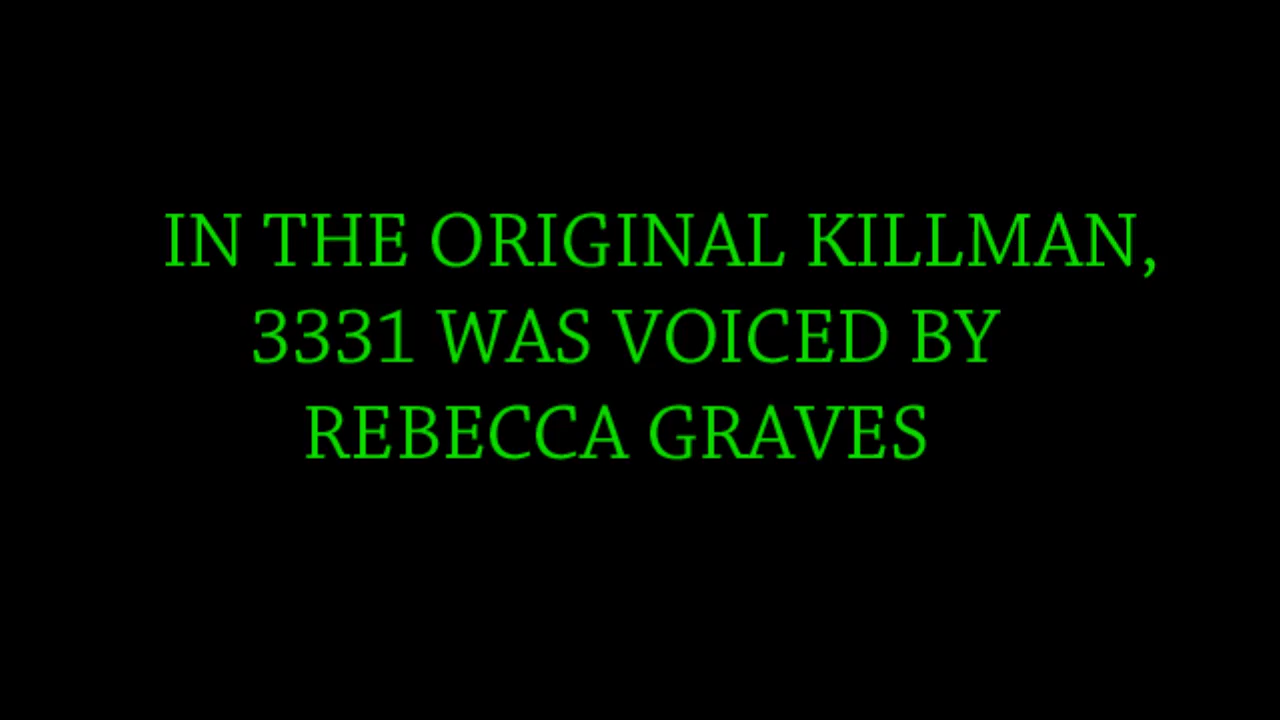 IN THE ORIGINAL KILLMAN,
3331 WAS VOICED BY
REBECCA GRAVES